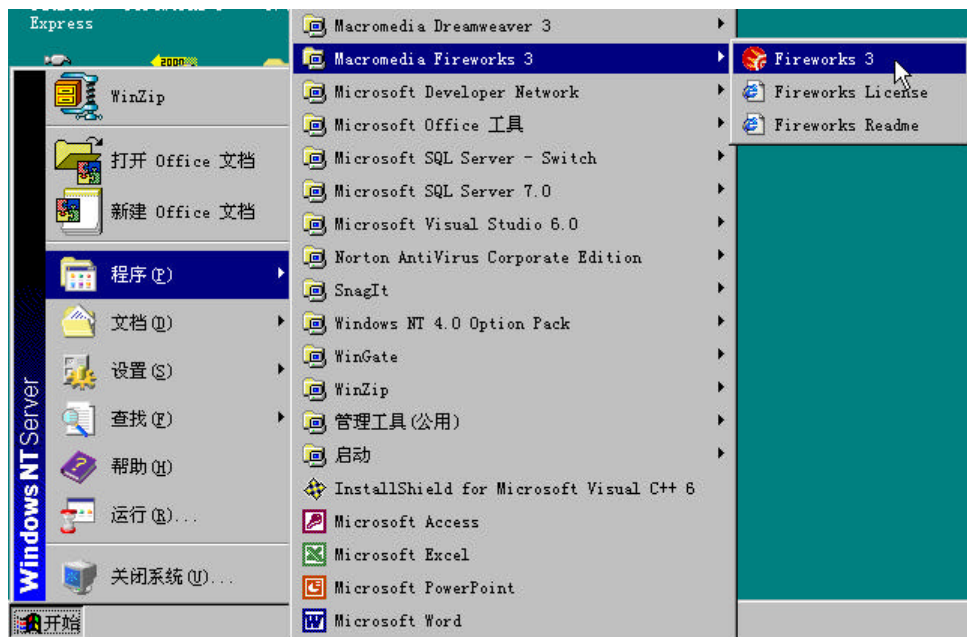 Express
2000
WinZip
打开 Office 文档
新建 Office 文档
程序(P)
文档(D)
设置(S)
查找(F)
帮助(H)
运行(R)...
关闭系统(U)...
Windows NT Server
开始
Macromedia Dreamweaver 3
Macromedia Fireworks 3
Microsoft Developer Network
Microsoft Office 工具
Microsoft SQL Server - Switch
Microsoft SQL Server 7.0
Microsoft Visual Studio 6.0
Norton AntiVirus Corporate Edition
SnagIt
Windows NT 4.0 Option Pack
WinGate
WinZip
管理工具(公用)
启动
InstallShield for Microsoft Visual C++ 6
Microsoft Access
Microsoft Excel
Microsoft PowerPoint
Microsoft Word
Fireworks 3
Fireworks License
Fireworks Readme